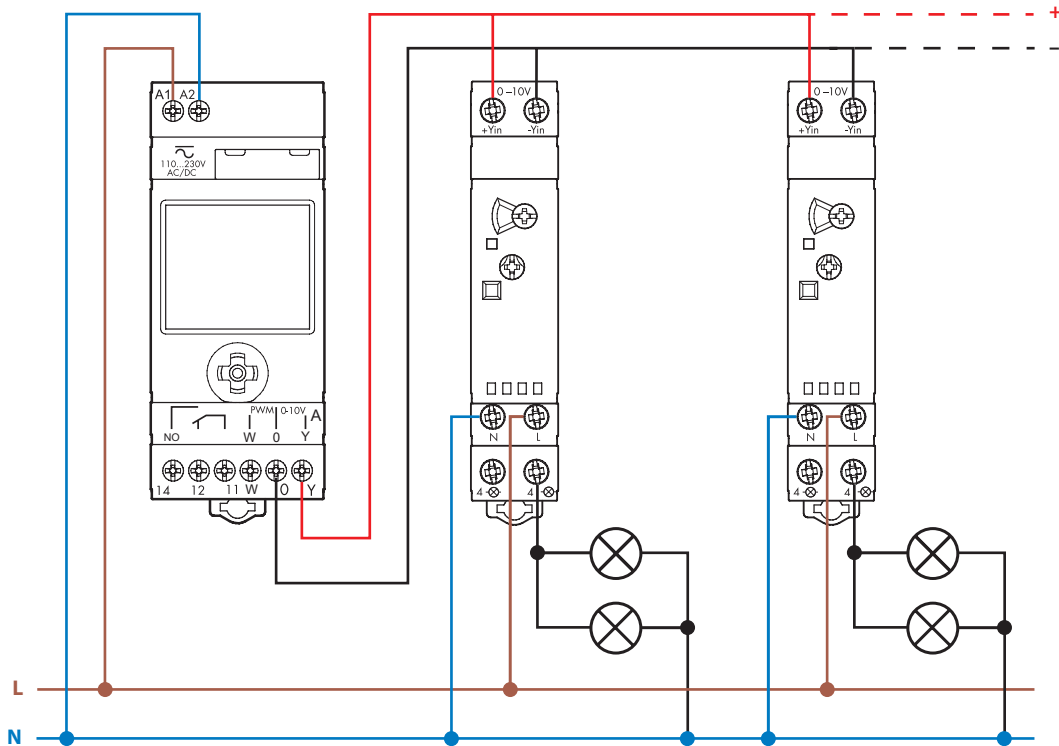 +
–
A1 A2
110...230V
AC/DC
PWM 0-10V A
NO W 0 Y
14 12 11 W O Y
0–10V
+Yin -Yin
N L
4 4
0–10V
+Yin -Yin
N L
4 4
L
N